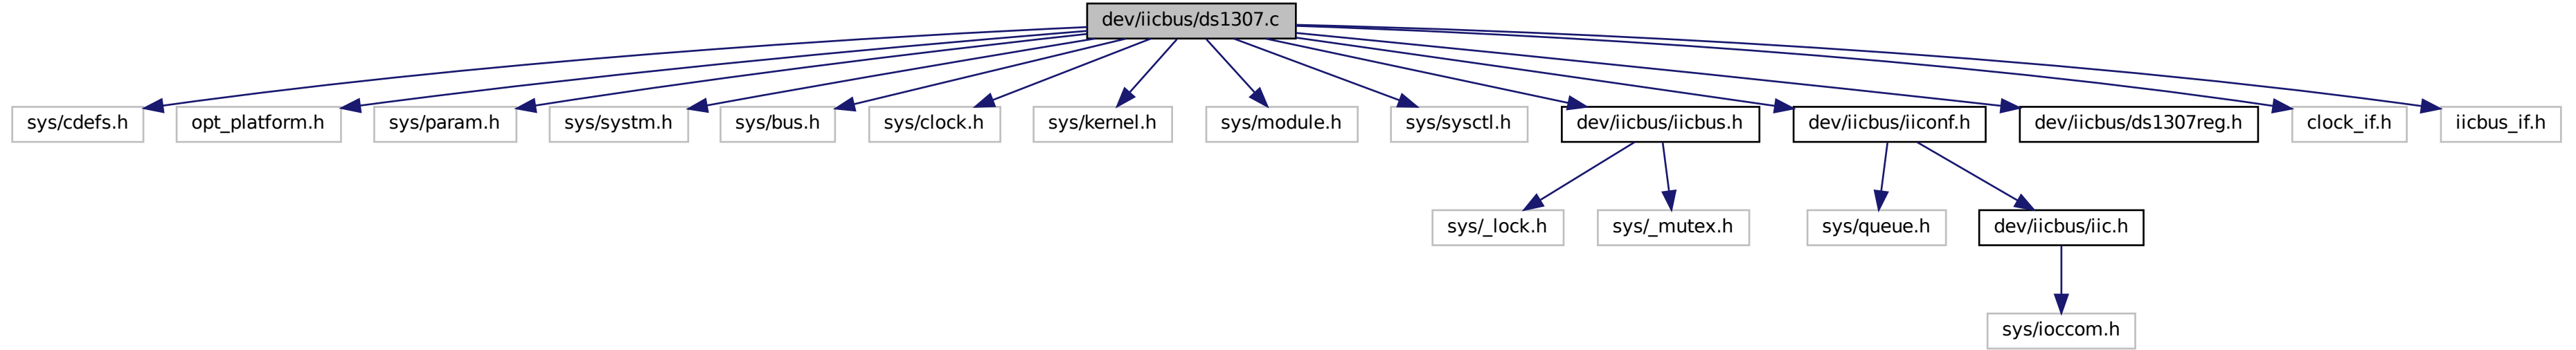 dev/iicbus/ds1307.c
sys/cdefs.h
opt_platform.h
sys/param.h
sys/systm.h
sys/bus.h
sys/clock.h
sys/kernel.h
sys/module.h
sys/sysctl.h
dev/iicbus/iicbus.h
dev/iicbus/iiconf.h
dev/iicbus/ds1307reg.h
clock_if.h
iicbus_if.h
sys/_lock.h
sys/_mutex.h
sys/queue.h
dev/iicbus/iic.h
sys/ioccom.h